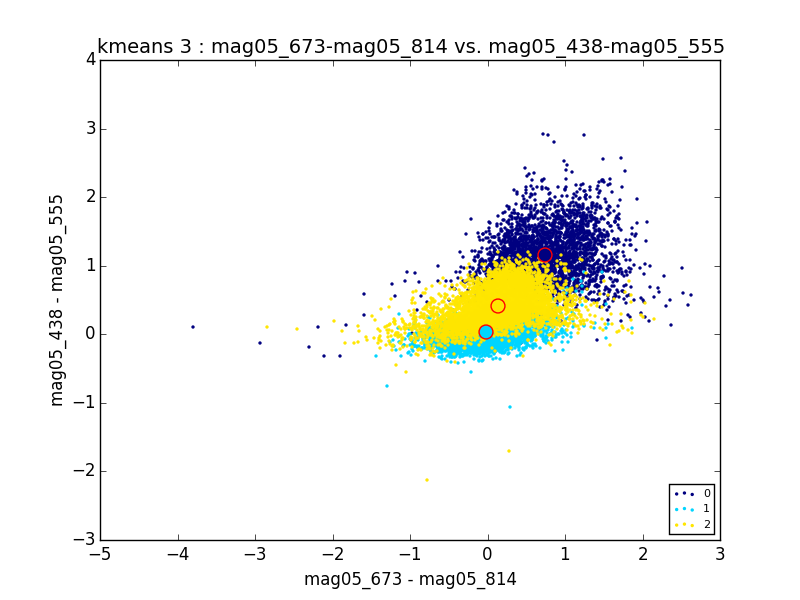 kmeans 3 : mag05_673-mag05_814 vs. mag05_438-mag05_555
4
3
2
1
0
−1
−2
−3
mag05_438 - mag05_555
0
1
2
−5 −4 −3 −2 −1 0 1 2 3
mag05_673 - mag05_814